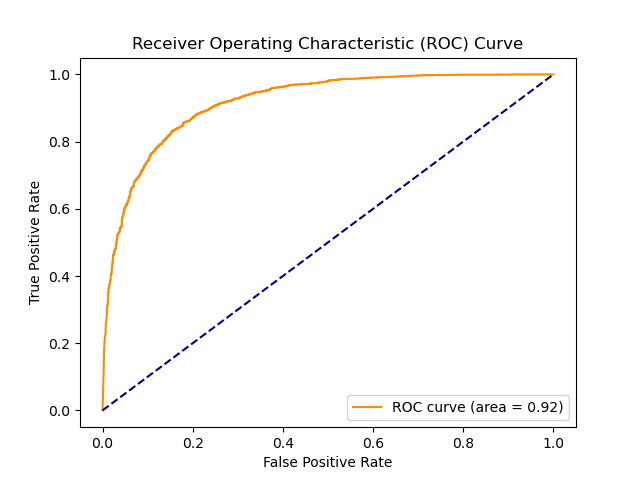 Receiver Operating Characteristic (ROC) Curve
1.0
0.8
0.6
0.4
0.2
0.0
True Positive Rate
ROC curve (area = 0.92)
0.0 0.2 0.4 0.6 0.8 1.0
False Positive Rate